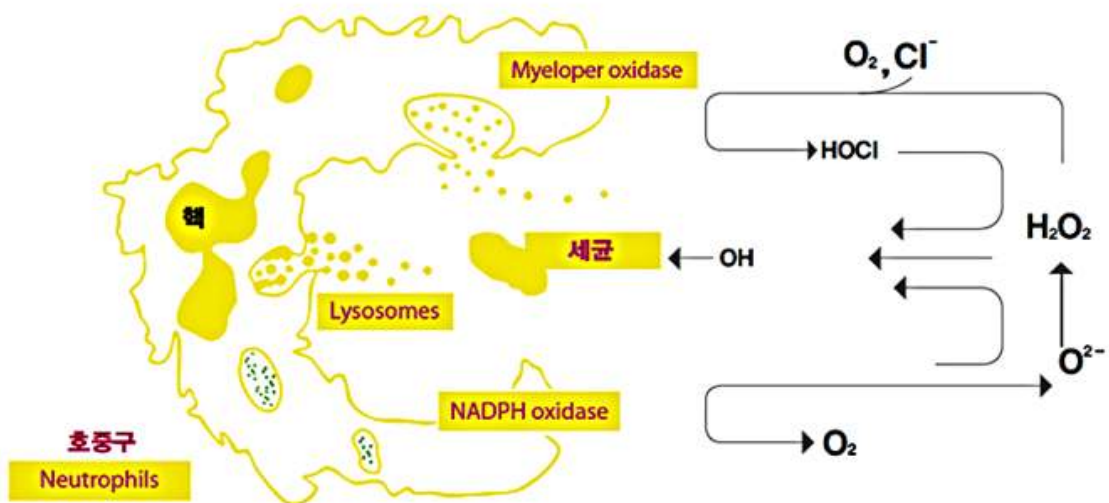 Myeloper oxidase
O₂, Cl⁻
HOCl
핵
세균
OH
H₂O₂
Lysosomes
O²⁻
NADPH oxidase
O₂
호중구
Neutrophils